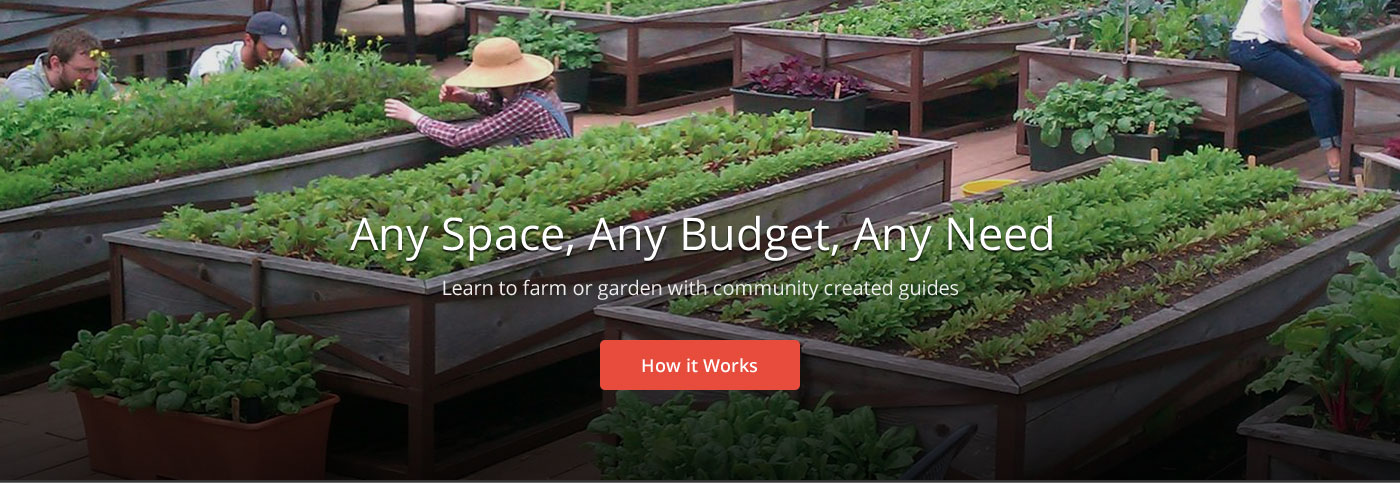 Any Space, Any Budget, Any Need
Learn to farm or garden with community created guides
How it Works